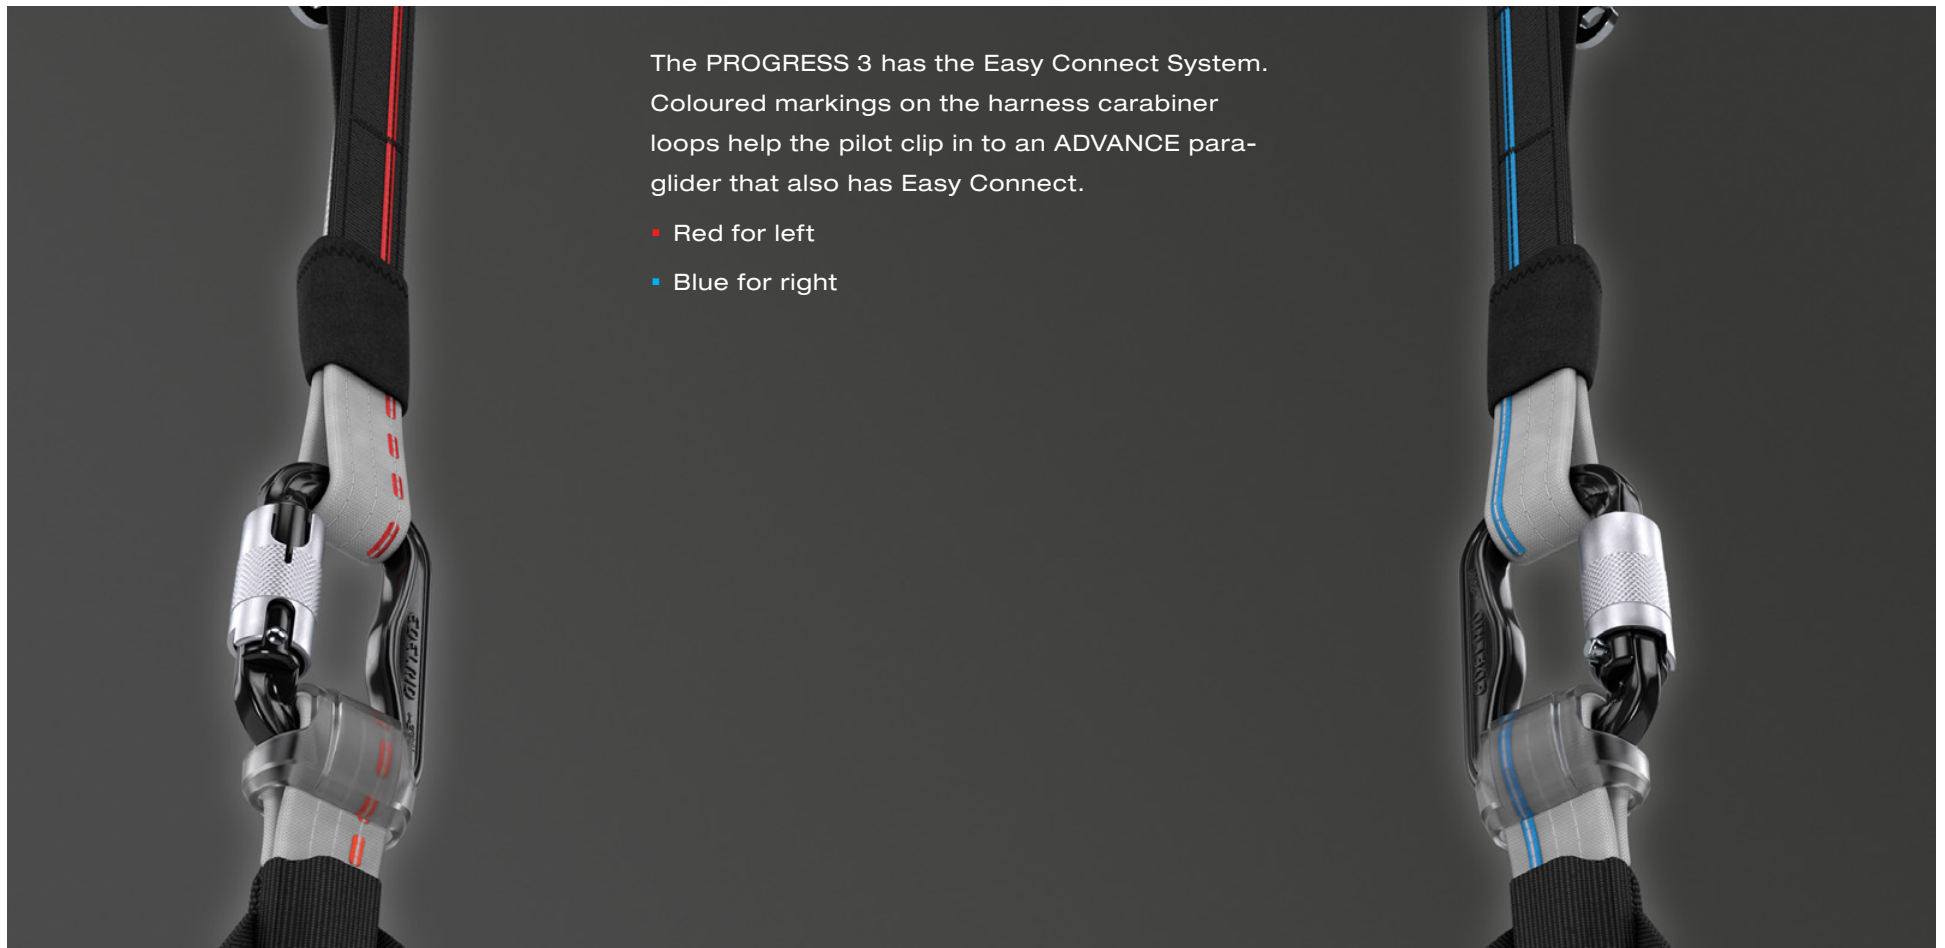 The PROGRESS 3 has the Easy Connect System.
Coloured markings on the harness carabiner
loops help the pilot clip in to an ADVANCE para-
glider that also has Easy Connect.
▪ Red for left
▪ Blue for right
EDELRID